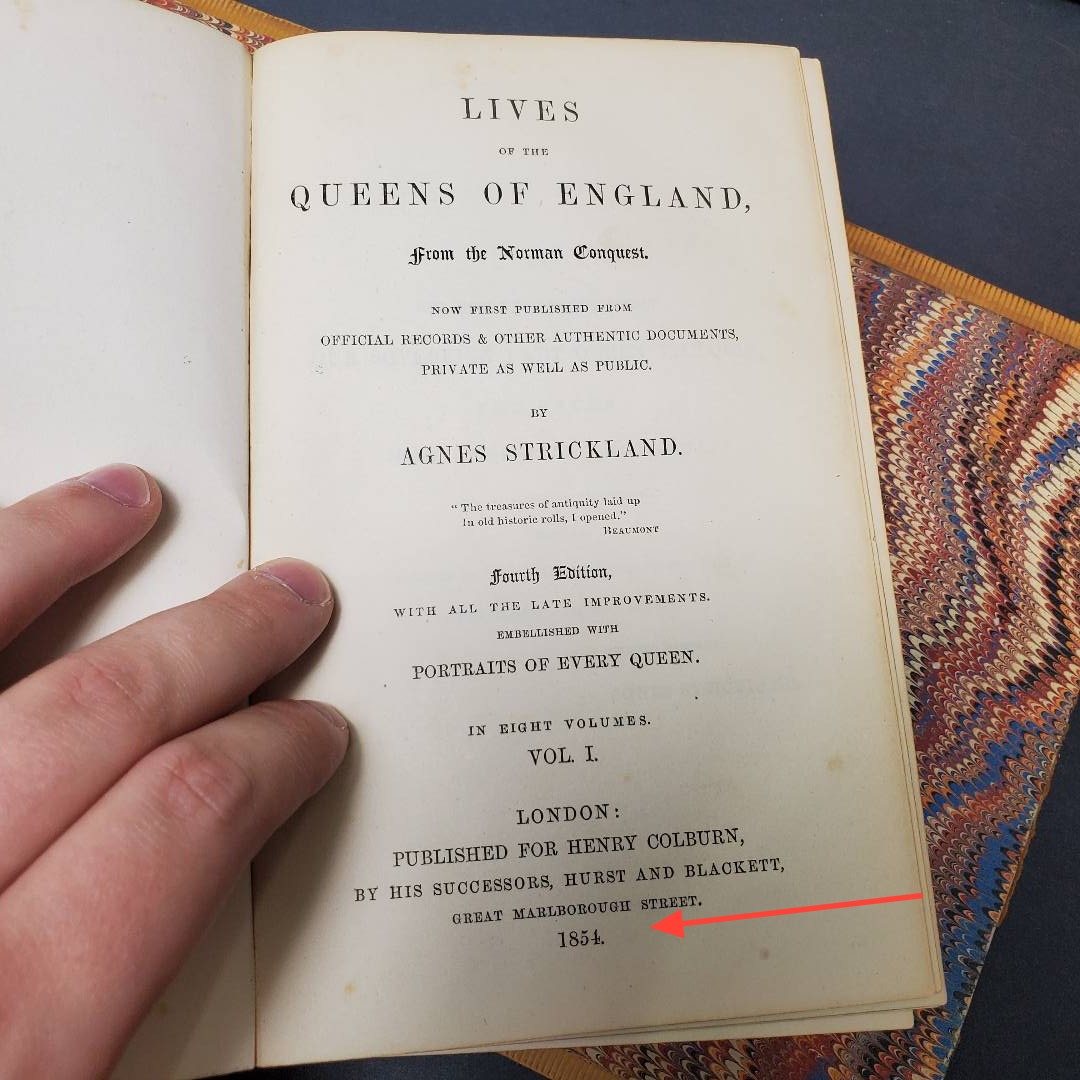 LIVES
OF THE
QUEENS OF ENGLAND,
From the Norman Conquest.
NOW FIRST PUBLISHED FROM
OFFICIAL RECORDS & OTHER AUTHENTIC DOCUMENTS,
PRIVATE AS WELL AS PUBLIC.
BY
AGNES STRICKLAND.
"The treasures of antiquity laid up
In old historic rolls, I opened."
BEAUMONT
Fourth Edition,
WITH ALL THE LATE IMPROVEMENTS.
EMBELLISHED WITH
PORTRAITS OF EVERY QUEEN.
IN EIGHT VOLUMES.
VOL. I.
LONDON:
PUBLISHED FOR HENRY COLBURN,
BY HIS SUCCESSORS, HURST AND BLACKETT,
GREAT MARLBOROUGH STREET.
1854.